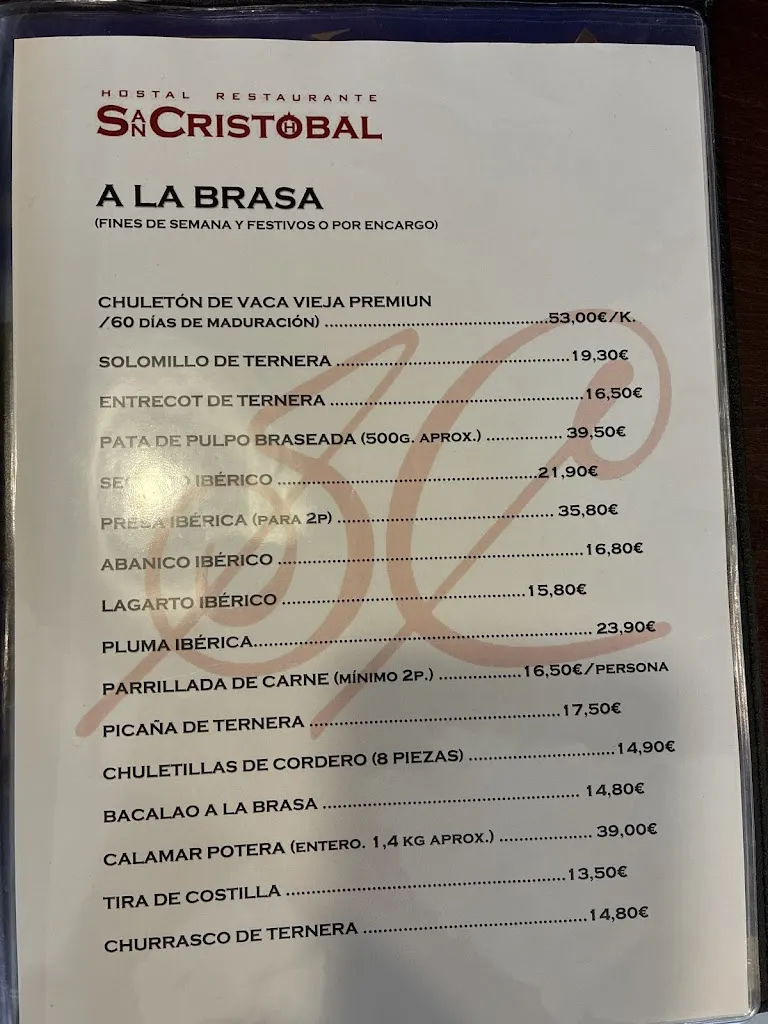 HOSTAL RESTAURANTE
SAN CRISTOBAL
A LA BRASA
(FINES DE SEMANA Y FESTIVOS O POR ENCARGO)
CHULETÓN DE VACA VIEJA PREMIUN
/60 DÍAS DE MADURACIÓN) ........................................53,00€/K.
SOLOMILLO DE TERNERA ..........................................19,30€
ENTRECOT DE TERNERA .............................................16,50€
PATA DE PULPO BRASEADA (500G. APROX.) .............. 39,50€
IBÉRICO ..............................................21,90€
PRESA IBÉRICA (PARA 2P) ....................................... 35,80€
ABANICO IBÉRICO .......................................................16,80€
LAGARTO IBÉRICO ............................................15,80€
PLUMA IBÉRICA............................................................. 23,90€
PARRILLADA DE CARNE (MÍNIMO 2P.) ...............16,50€/PERSONA
PICAÑA DE TERNERA .............................................17,50€
CHULETILLAS DE CORDERO (8 PIEZAS) ..........................14,90€
BACALAO A LA BRASA .............................................. 14,80€
CALAMAR POTERA (ENTERO. 1,4 KG APROX.) ................. 39,00€
TIRA DE COSTILLA ..................................................13,50€
CHURRASCO DE TERNERA ........................................14,80€